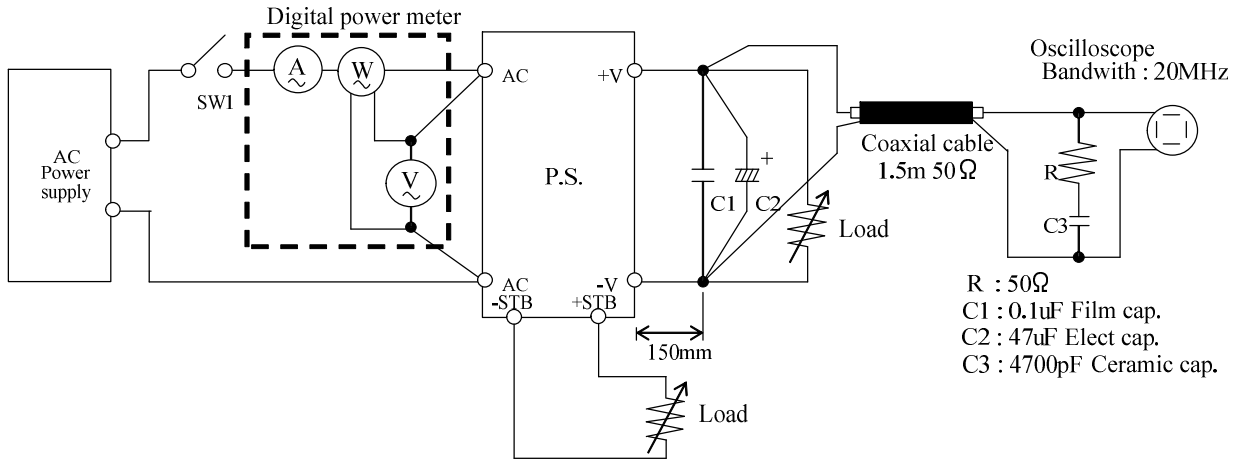 Digital power meter
A
W
SW1
AC
Power
supply
V
AC
+V
P.S.
AC
-V
-STB
+STB
150mm
C1
C2
+
Load
Load
Coaxial cable
1.5m 50Ω
Oscilloscope
Bandwith : 20MHz
R
C3
R : 50Ω
C1 : 0.1uF Film cap.
C2 : 47uF Elect cap.
C3 : 4700pF Ceramic cap.